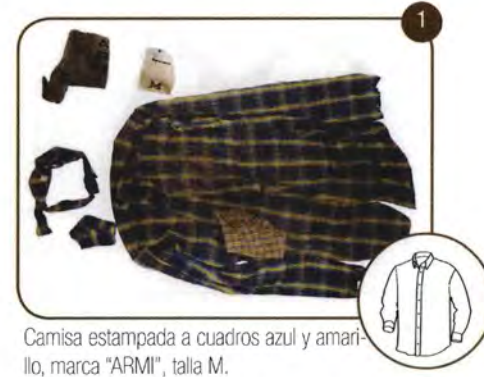 1
M
Camisa estampada a cuadros azul y amari-
llo, marca "ARMI", talla M.